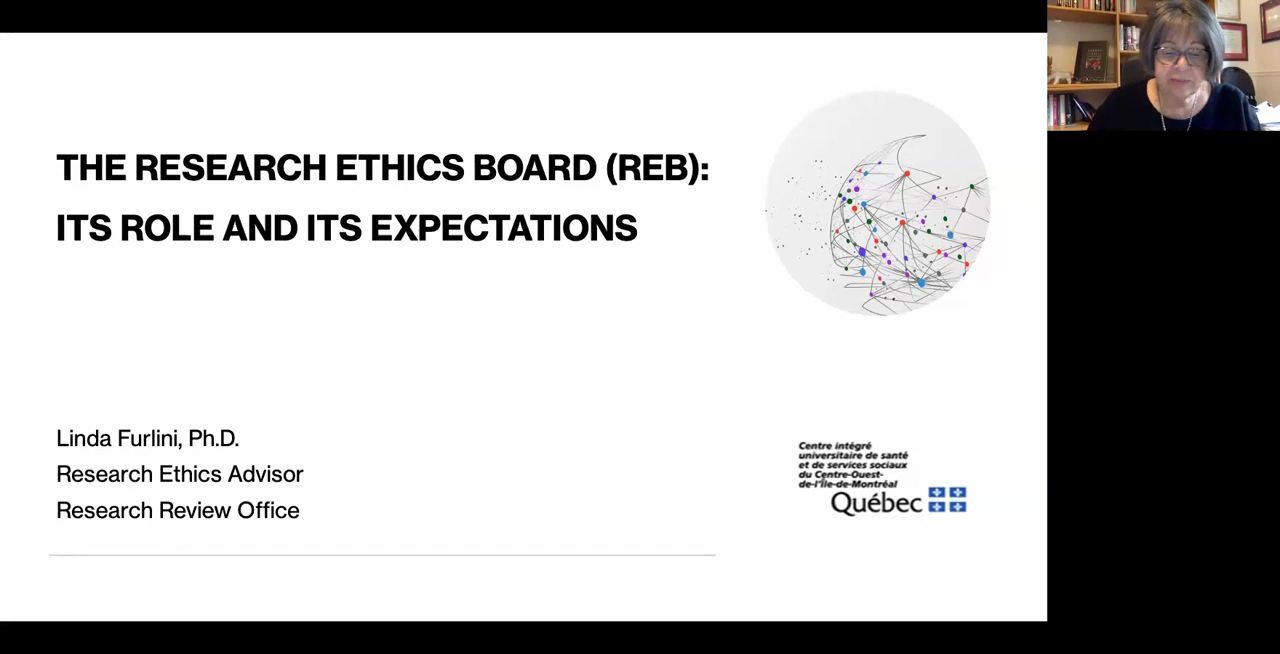 THE RESEARCH ETHICS BOARD (REB):
ITS ROLE AND ITS EXPECTATIONS
Linda Furlini, Ph.D.
Research Ethics Advisor
Research Review Office
Centre intégré
universitaire de santé
et de services sociaux
du Centre-Ouest-
de-l'Île-de-Montréal
Québec